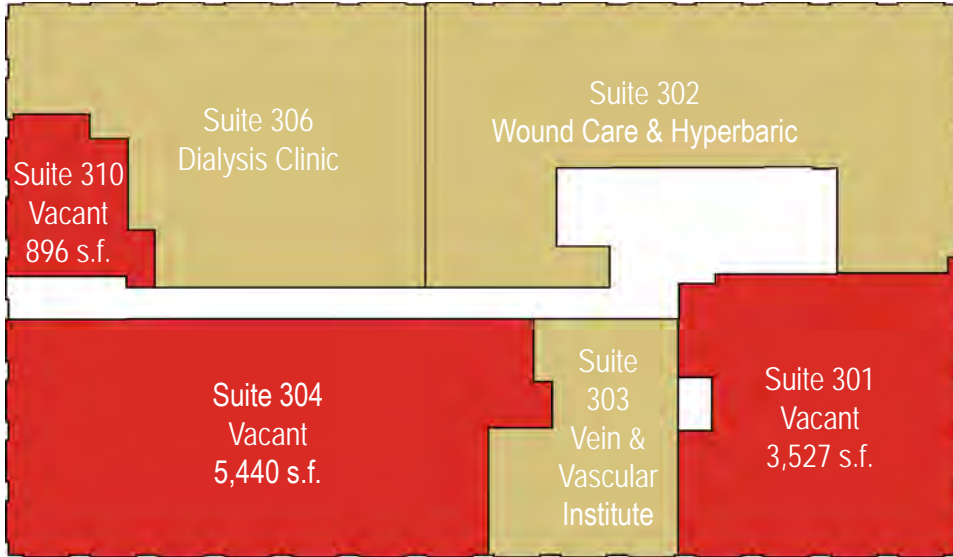 Suite 306
Dialysis Clinic
Suite 302
Wound Care & Hyperbaric
Suite 310
Vacant
896 s.f.
Suite 304
Vacant
5,440 s.f.
Suite
303
Vein &
Vascular
Institute
Suite 301
Vacant
3,527 s.f.